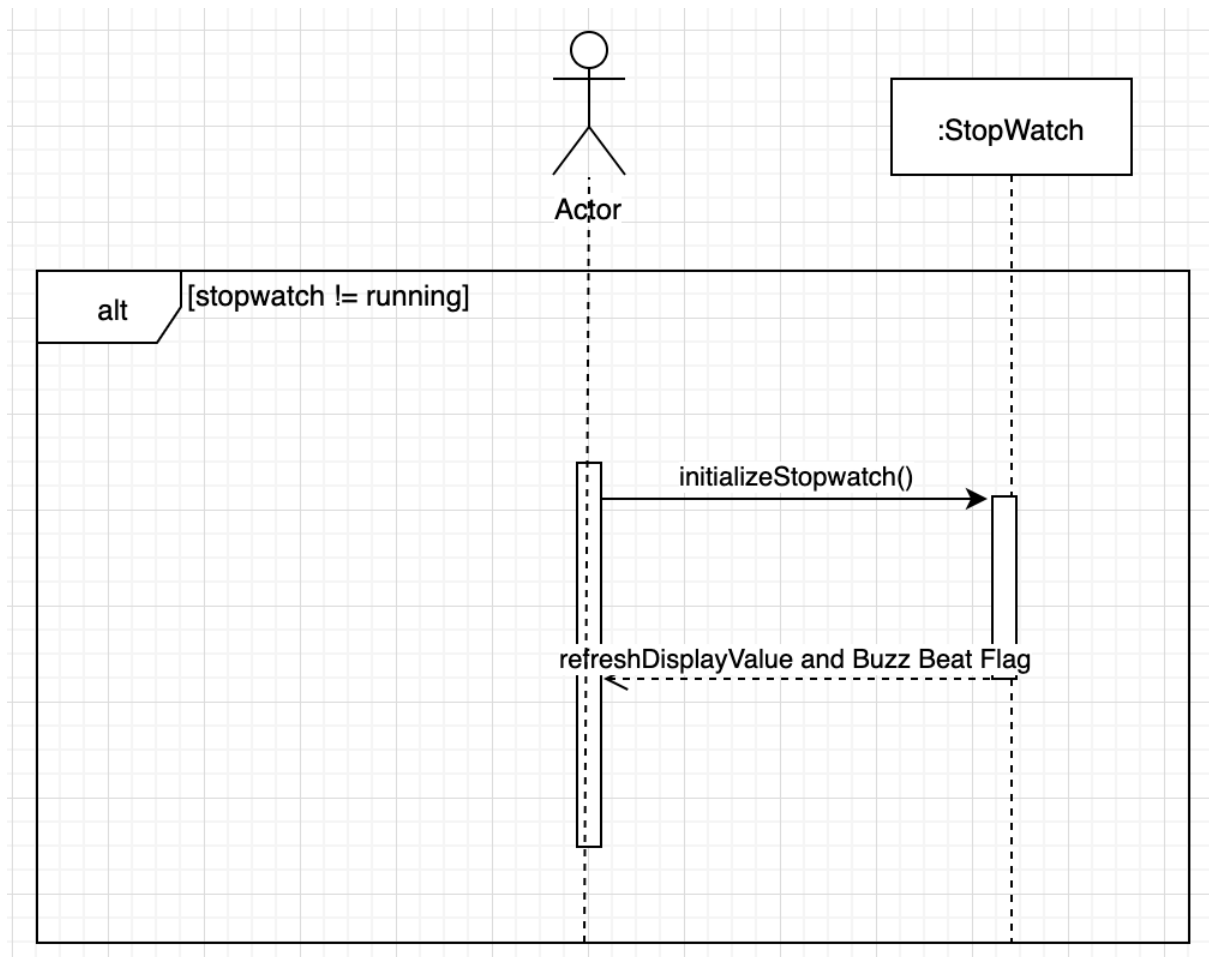 :StopWatch
Actor
alt
[stopwatch != running]
initializeStopwatch()
refreshDisplayValue and Buzz Beat Flag